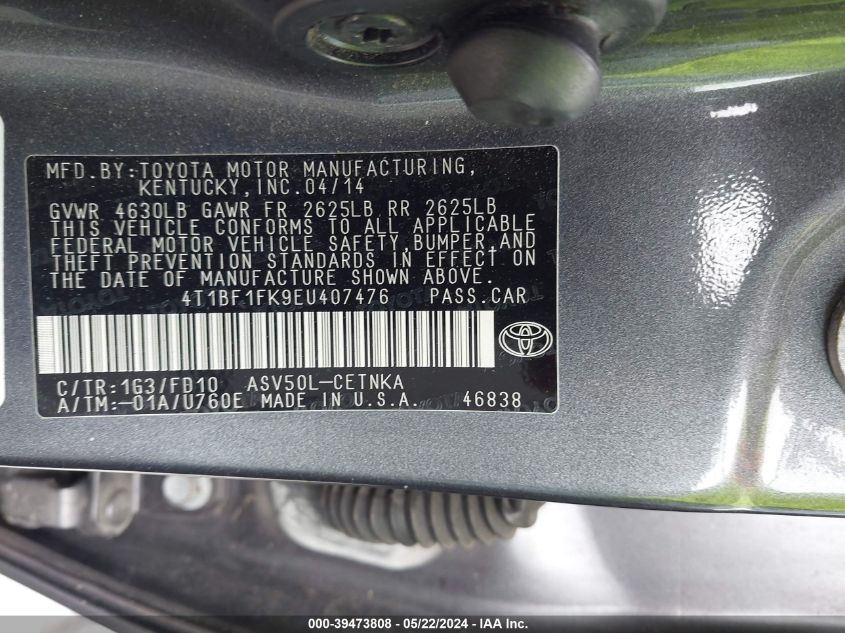 MFD.BY:TOYOTA MOTOR MANUFACTURING,
KENTUCKY, INC.04/14
GVWR 4630LB GAWR FR 2625LB RR 2625LB
THIS VEHICLE CONFORMS TO ALL APPLICABLE
FEDERAL MOTOR VEHICLE SAFETY,BUMPER,AND
THEFT PREVENTION STANDARDS IN EFFECT ON
THE DATE OF MANUFACTURE SHOWN ABOVE.
4T1BF1FK9EU407476 PASS.CAR
C/TR:1G3/FB10 ASV50L-CETNKA
A/TM:-01A/U760E MADE IN U.S.A. 46838
000-39473808 - 05/22/2024 - IAA Inc.